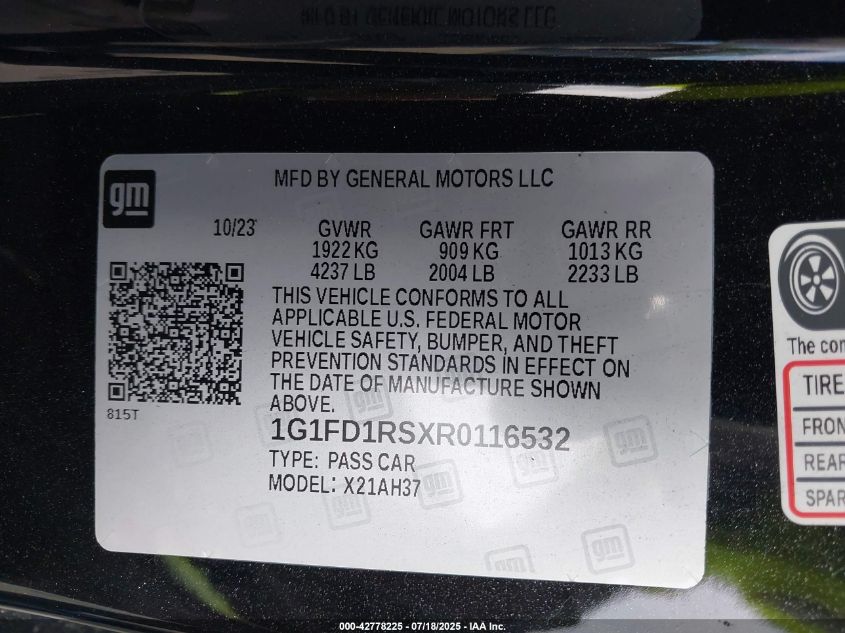 MFD BY GENERAL MOTORS LLC
gm
10/23
GVWR GAWR FRT GAWR RR
1922 KG 909 KG 1013 KG
4237 LB 2004 LB 2233 LB
THIS VEHICLE CONFORMS TO ALL
APPLICABLE U.S. FEDERAL MOTOR
VEHICLE SAFETY, BUMPER, AND THEFT
PREVENTION STANDARDS IN EFFECT ON
THE DATE OF MANUFACTURE SHOWN
ABOVE.
815T
1G1FD1RSXR0116532
TYPE: PASS CAR
MODEL: X21AH37
The com
TIRE
FRON
REAR
SPAR
000-42778225 - 07/18/2025 - IAA Inc.